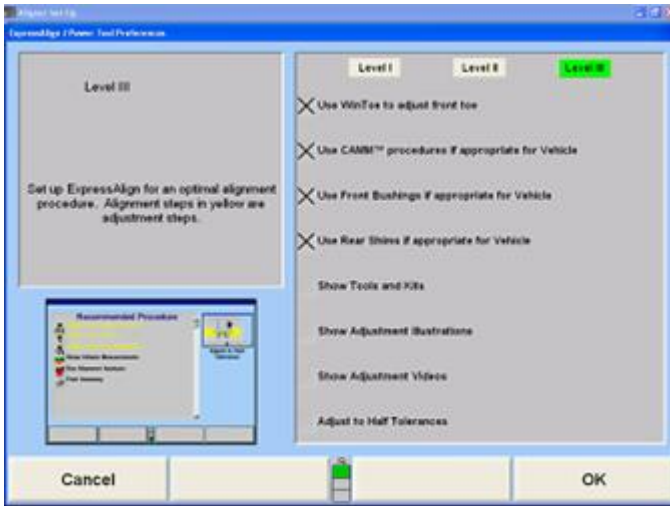 Aligner Set Up
ExpressAlign / Power Tool Preferences
Level III
Set up ExpressAlign for an optimal alignment
procedure. Alignment steps in yellow are
adjustment steps.
Recommended Procedure
Level I
Level II
Level III
Use WinToe to adjust front toe
Use CAMM™ procedures if appropriate for Vehicle
Use Front Bushings if appropriate for Vehicle
Use Rear Shims if appropriate for Vehicle
Show Tools and Kits
Show Adjustment Illustrations
Show Adjustment Videos
Adjust to Half Tolerances
Cancel
OK